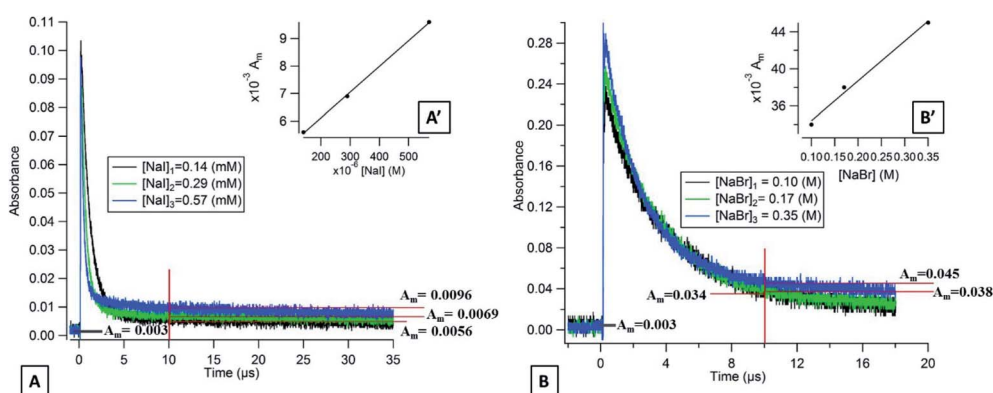 0.11
0.10
0.09
0.08
0.07
0.06
0.05
0.04
0.03
0.02
0.01
0.00
Absorbance
[NaI]₁=0.14 (mM)
[NaI]₂=0.29 (mM)
[NaI]₃=0.57 (mM)
9
8
7
6
x10⁻³ Aₘ
200 300 400 500
x10⁻⁶ [NaI] (M)
A'
Aₘ= 0.0096
Aₘ= 0.0069
Aₘ= 0.0056
Aₘ= 0.003
0 5 10 15 20 25 30 35
Time (µs)
A
0.28
0.24
0.20
0.16
0.12
0.08
0.04
0.00
Absorbance
[NaBr]₁ = 0.10 (M)
[NaBr]₂ = 0.17 (M)
[NaBr]₃ = 0.35 (M)
44
40
36
x10⁻³ Aₘ
0.10 0.15 0.20 0.25 0.30 0.35
[NaBr] (M)
B'
Aₘ=0.045
Aₘ=0.038
Aₘ=0.034
Aₘ=0.003
0 4 8 12 16 20
Time (µs)
B